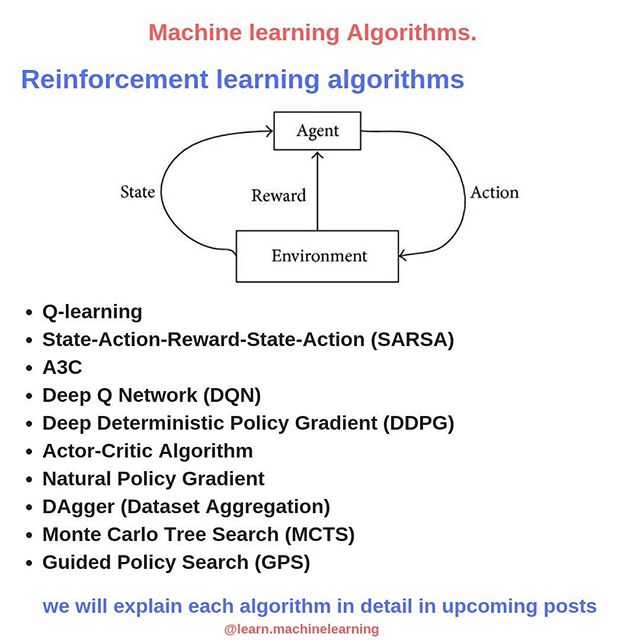 Machine learning Algorithms.
Reinforcement learning algorithms
Agent
State
Reward
Action
Environment
• Q-learning
• State-Action-Reward-State-Action (SARSA)
• A3C
• Deep Q Network (DQN)
• Deep Deterministic Policy Gradient (DDPG)
• Actor-Critic Algorithm
• Natural Policy Gradient
• DAgger (Dataset Aggregation)
• Monte Carlo Tree Search (MCTS)
• Guided Policy Search (GPS)
we will explain each algorithm in detail in upcoming posts
@learn.machinelearning